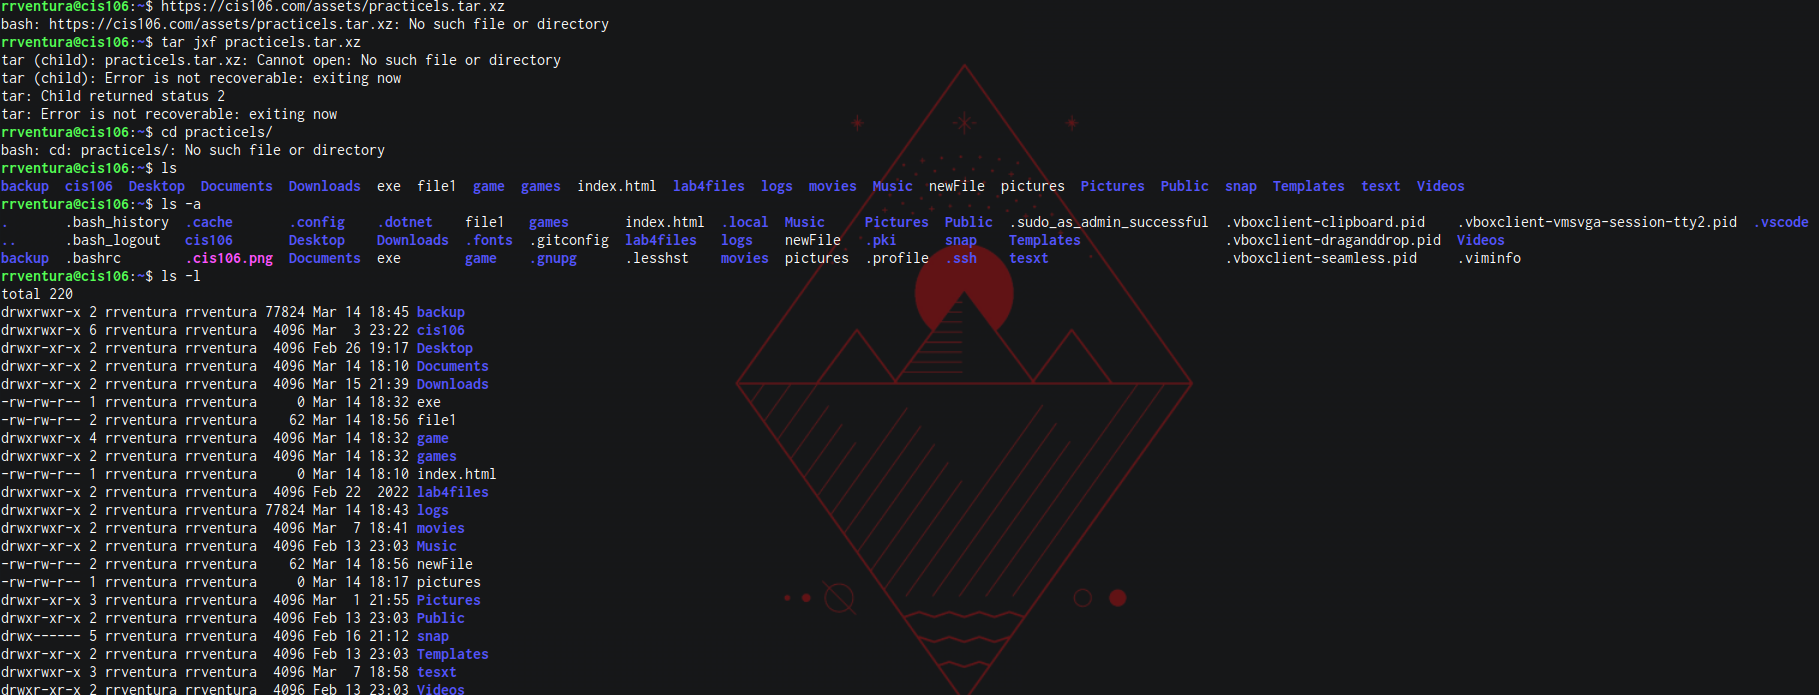 rrventura@cis106:~$ https://cis106.com/assets/practicels.tar.xz
bash: https://cis106.com/assets/practicels.tar.xz: No such file or directory
rrventura@cis106:~$ tar jxf practicels.tar.xz
tar (child): practicels.tar.xz: Cannot open: No such file or directory
tar (child): Error is not recoverable: exiting now
tar: Child returned status 2
tar: Error is not recoverable: exiting now
rrventura@cis106:~$ cd practicels/
bash: cd: practicels/: No such file or directory
rrventura@cis106:~$ ls
backup  cis106  Desktop  Documents  Downloads  exe  file1  game  games  index.html  lab4files  logs  movies  Music  newFile  pictures  Pictures  Public  snap  Templates  tesxt  Videos
rrventura@cis106:~$ ls -a
.       .bash_history  .cache       .config    .dotnet    file1   games       index.html  .local  Music     Pictures  Public  .sudo_as_admin_successful  .vboxclient-clipboard.pid    .vboxclient-vmsvga-session-tty2.pid  .vscode
..      .bash_logout   cis106       Desktop    Downloads  .fonts  .gitconfig  lab4files   logs    newFile   .pki      snap    Templates                  .vboxclient-draganddrop.pid  Videos
backup  .bashrc        .cis106.png  Documents  exe        game    .gnupg      .lesshst    movies  pictures  .profile  .ssh    tesxt                      .vboxclient-seamless.pid     .viminfo
rrventura@cis106:~$ ls -l
total 220
drwxrwxr-x 2 rrventura rrventura 77824 Mar 14 18:45 backup
drwxrwxr-x 6 rrventura rrventura  4096 Mar  3 23:22 cis106
drwxr-xr-x 2 rrventura rrventura  4096 Feb 26 19:17 Desktop
drwxr-xr-x 2 rrventura rrventura  4096 Mar 14 18:10 Documents
drwxr-xr-x 2 rrventura rrventura  4096 Mar 15 21:39 Downloads
-rw-rw-r-- 1 rrventura rrventura     0 Mar 14 18:32 exe
-rw-rw-r-- 2 rrventura rrventura    62 Mar 14 18:56 file1
drwxrwxr-x 4 rrventura rrventura  4096 Mar 14 18:32 game
drwxrwxr-x 2 rrventura rrventura  4096 Mar 14 18:32 games
-rw-rw-r-- 1 rrventura rrventura     0 Mar 14 18:10 index.html
drwxrwxr-x 2 rrventura rrventura  4096 Feb 22  2022 lab4files
drwxrwxr-x 2 rrventura rrventura 77824 Mar 14 18:43 logs
drwxrwxr-x 2 rrventura rrventura  4096 Mar  7 18:41 movies
drwxr-xr-x 2 rrventura rrventura  4096 Feb 13 23:03 Music
-rw-rw-r-- 2 rrventura rrventura    62 Mar 14 18:56 newFile
-rw-rw-r-- 1 rrventura rrventura     0 Mar 14 18:17 pictures
drwxr-xr-x 3 rrventura rrventura  4096 Mar  1 21:55 Pictures
drwxr-xr-x 2 rrventura rrventura  4096 Feb 13 23:03 Public
drwx------ 5 rrventura rrventura  4096 Feb 16 21:12 snap
drwxr-xr-x 2 rrventura rrventura  4096 Feb 13 23:03 Templates
drwxrwxr-x 3 rrventura rrventura  4096 Mar  7 18:58 tesxt
drwxr-xr-x 2 rrventura rrventura  4096 Feb 13 23:03 Videos